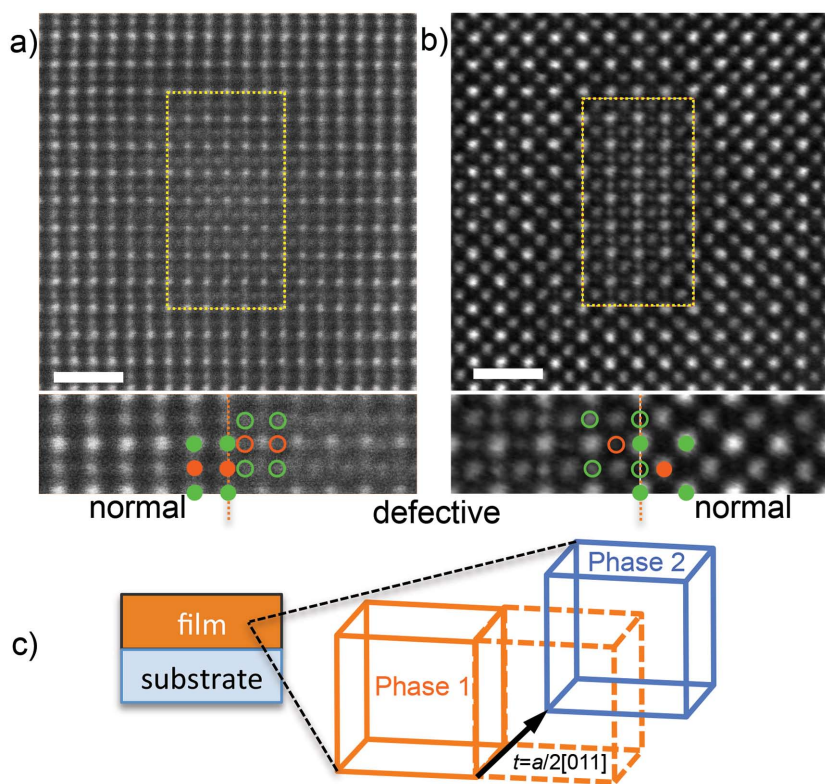 a)
b)
normal
defective
normal
c)
film
substrate
Phase 1
Phase 2
t=a/2[011]